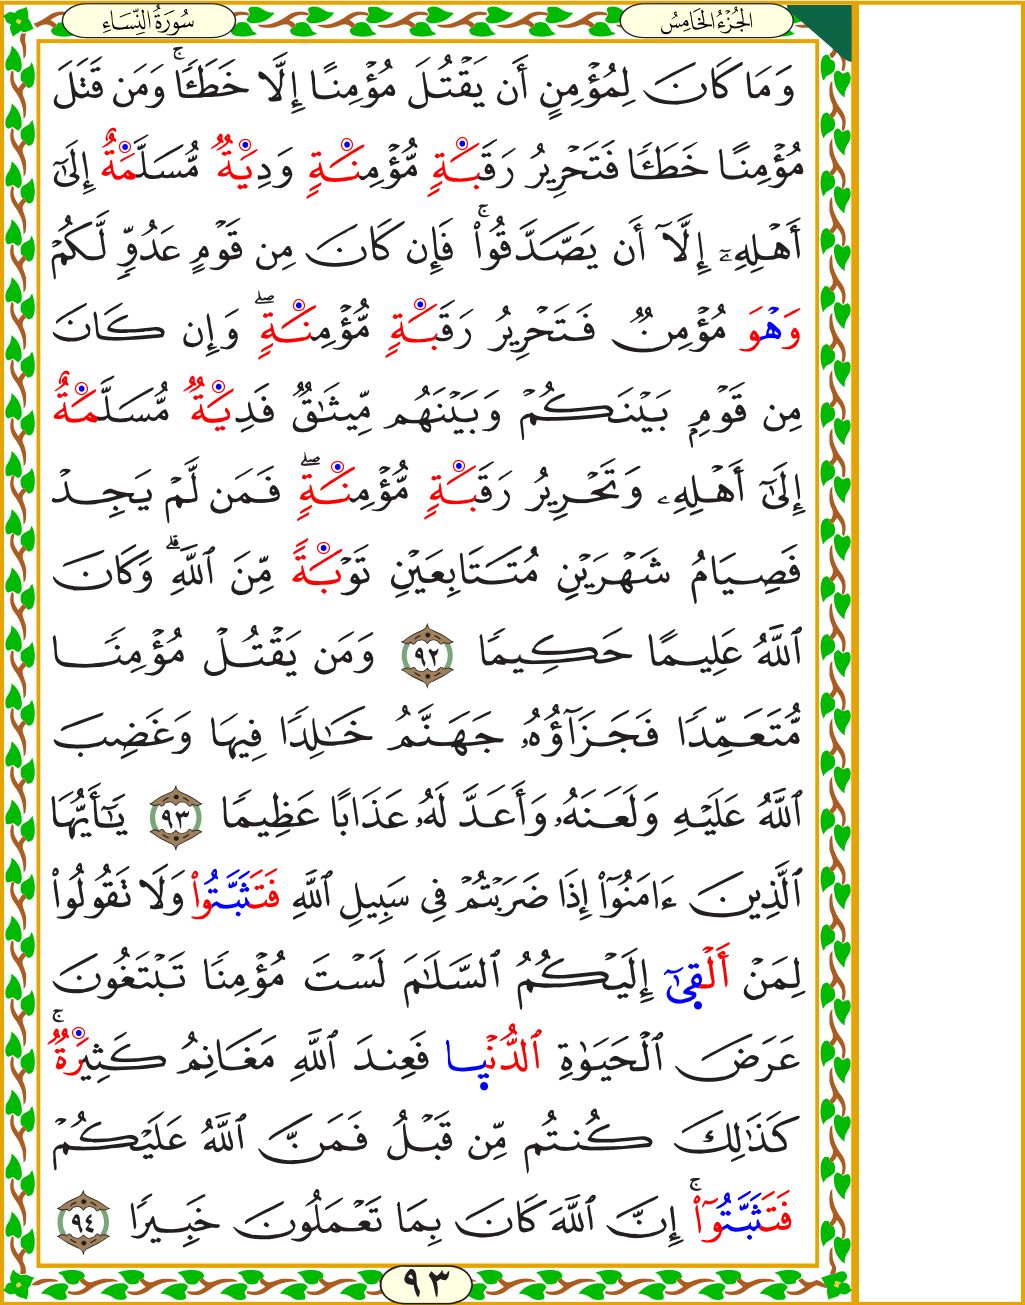 الجُزْءُ الخَامِسُ
سُورَةُ النِّسَاءِ
وَمَا كَانَ لِمُؤْمِنٍ أَن يَقْتُلَ مُؤْمِنًا إِلَّا خَطَـًٔا ۚ وَمَن قَتَلَ
مُؤْمِنًا خَطَـًٔا فَتَحْرِيرُ رَقَبَةٍ مُّؤْمِنَةٍ وَدِيَةٌ مُّسَلَّمَةٌ إِلَىٰٓ
أَهْلِهِۦٓ إِلَّآ أَن يَصَّدَّقُوا۟ ۚ فَإِن كَانَ مِن قَوْمٍ عَدُوٍّ لَّكُمْ
وَهْوَ مُؤْمِنٌ فَتَحْرِيرُ رَقَبَةٍ مُّؤْمِنَةٍ ۖ وَإِن كَانَ
مِن قَوْمٍۭ بَيْنَكُمْ وَبَيْنَهُم مِّيثَـٰقٌ فَدِيَةٌ مُّسَلَّمَةٌ
إِلَىٰٓ أَهْلِهِۦ وَتَحْرِيرُ رَقَبَةٍ مُّؤْمِنَةٍ ۖ فَمَن لَّمْ يَجِدْ
فَصِيَامُ شَهْرَيْنِ مُتَتَابِعَيْنِ تَوْبَةً مِّنَ ٱللَّهِ ۗ وَكَانَ
ٱللَّهُ عَلِيمًا حَكِيمًا ٩٢ وَمَن يَقْتُلْ مُؤْمِنًا
مُّتَعَمِّدًا فَجَزَآؤُهُۥ جَهَنَّمُ خَـٰلِدًا فِيهَا وَغَضِبَ
ٱللَّهُ عَلَيْهِ وَلَعَنَهُۥ وَأَعَدَّ لَهُۥ عَذَابًا عَظِيمًا ٩٣ يَـٰٓأَيُّهَا
ٱلَّذِينَ ءَامَنُوٓا۟ إِذَا ضَرَبْتُمْ فِى سَبِيلِ ٱللَّهِ فَتَثَبَّتُوا۟ وَلَا تَقُولُوا۟
لِمَنْ أَلْقَىٰٓ إِلَيْكُمُ ٱلسَّلَـٰمَ لَسْتَ مُؤْمِنًا تَبْتَغُونَ
عَرَضَ ٱلْحَيَوٰةِ ٱلدُّنْيَا فَعِندَ ٱللَّهِ مَغَانِمُ كَثِيرَةٌ ۚ
كَذَٰلِكَ كُنتُم مِّن قَبْلُ فَمَنَّ ٱللَّهُ عَلَيْكُمْ
فَتَثَبَّتُوٓا۟ ۚ إِنَّ ٱللَّهَ كَانَ بِمَا تَعْمَلُونَ خَبِيرًا ٩٤
٩٣